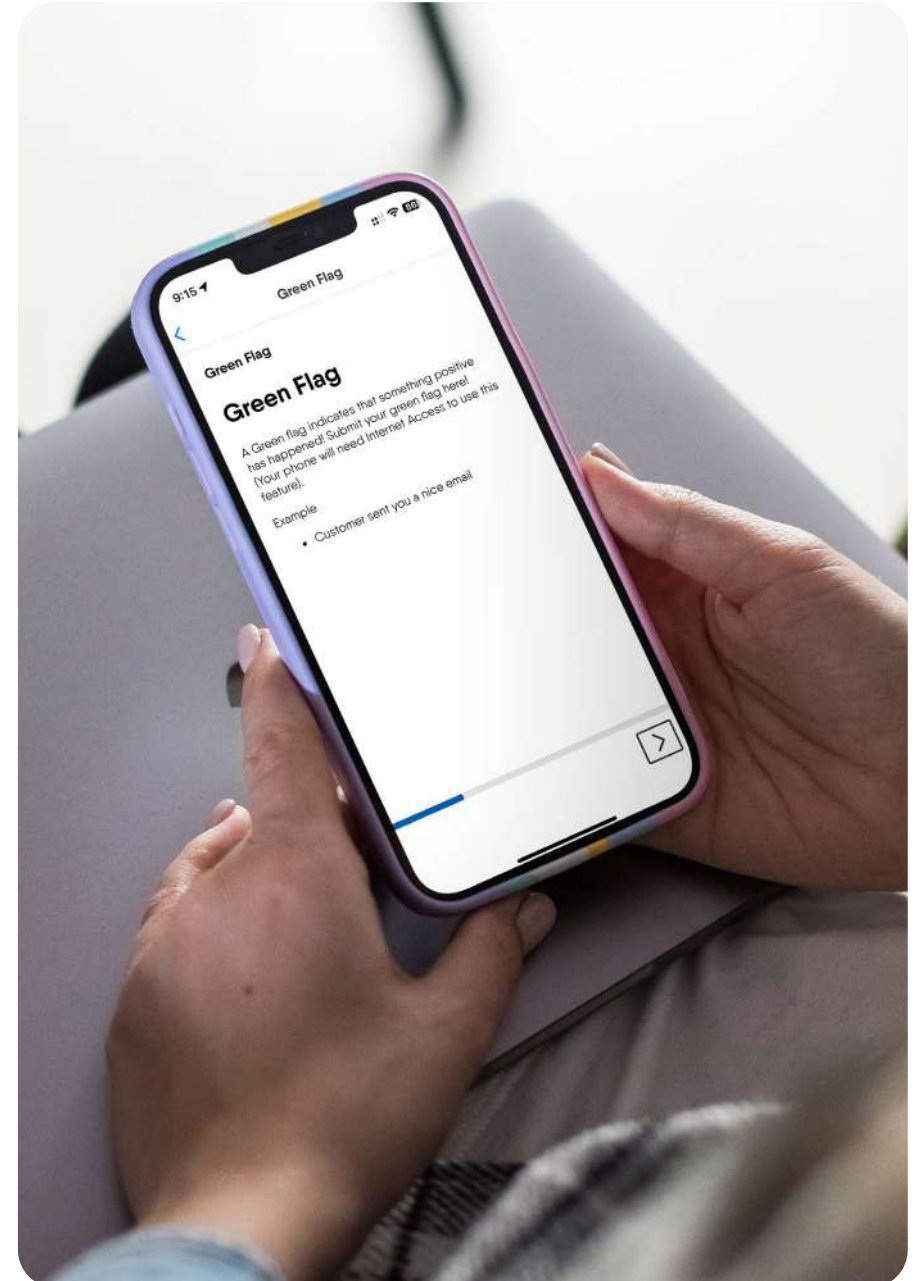 9:15
86
Green Flag
Green Flag
Green Flag
A Green flag indicates that something positive
has happened! Submit your green flag here!
(Your phone will need Internet Access to use this
feature).
Example
• Customer sent you a nice email